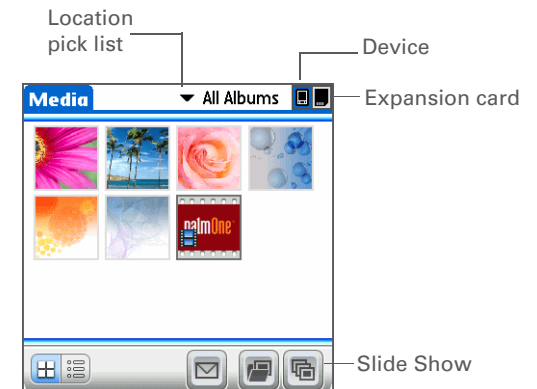 Location
pick list
Device
Media
All Albums
Expansion card
palmOne
Slide Show